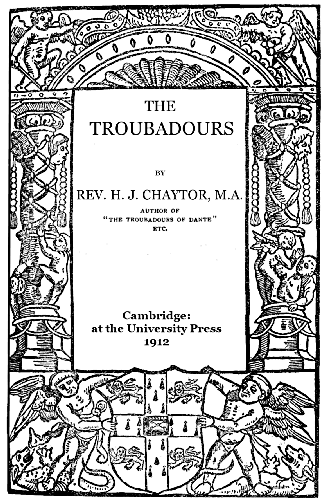 THE
TROUBADOURS
BY
REV. H. J. CHAYTOR, M.A.
AUTHOR OF
"THE TROUBADOURS OF DANTE"
ETC.
Cambridge:
at the University Press
1912